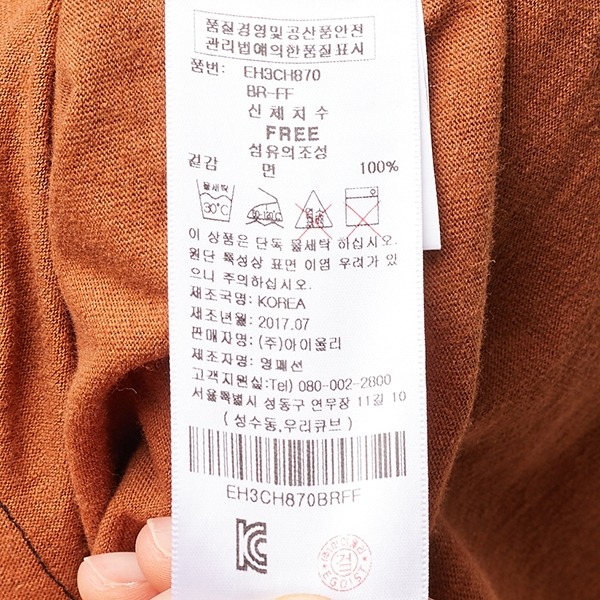 품질경영및공산품안전
관리법에의한품질표시
품번: EH3CH870
BR-FF
신체치수
FREE
섬유의조성
겉감 면 100%
물세탁
30°C
80-120°C
이 상품은 단독 물세탁 하십시오.
원단 특성상 표면 이염 우려가 있
으니 주의하십시오.
제조국명: KOREA
제조년월: 2017.07
판매자명: (주)아이올리
제조자명: 영패션
고객지원실:Tel) 080-002-2800
서울특별시 성동구 연무장 11길 10
(성수동,우리큐브)
EH3CH870BRFF
KC
검
EGOIST